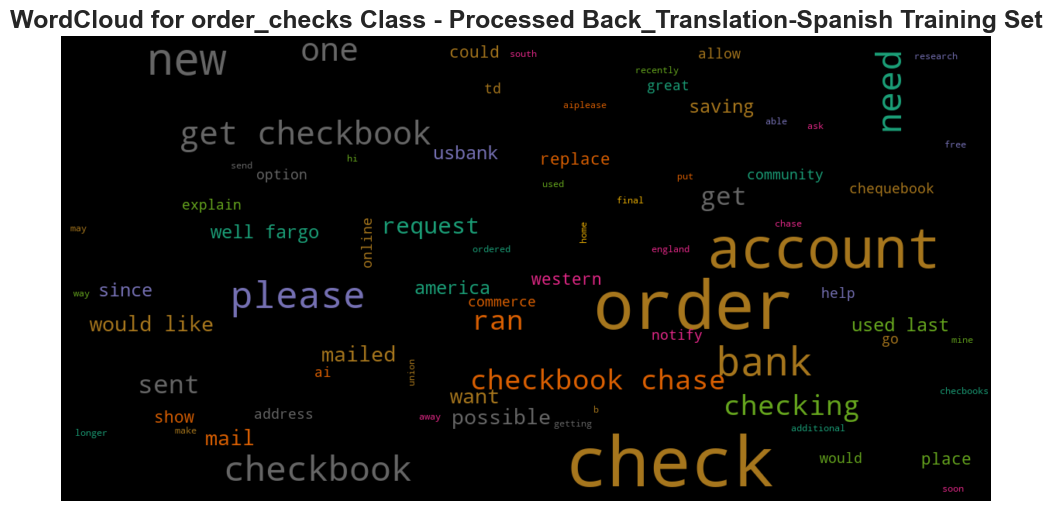 WordCloud for order_checks Class - Processed Back_Translation-Spanish Training Set
new one could south allow need research
recently great td
aiplease saving
able ask
get checkbook usbank replace free
hi send option used put community chequebook
explain final get
may well fargo online request home chase
ordered england
way since please america western account
commerce order help
would like ran notify used last
go mine
mailed bank
ai union checkbook chase
sent want checking checbooks
show address away possible b
getting additional
longer make mail
checkbook check would place
soon